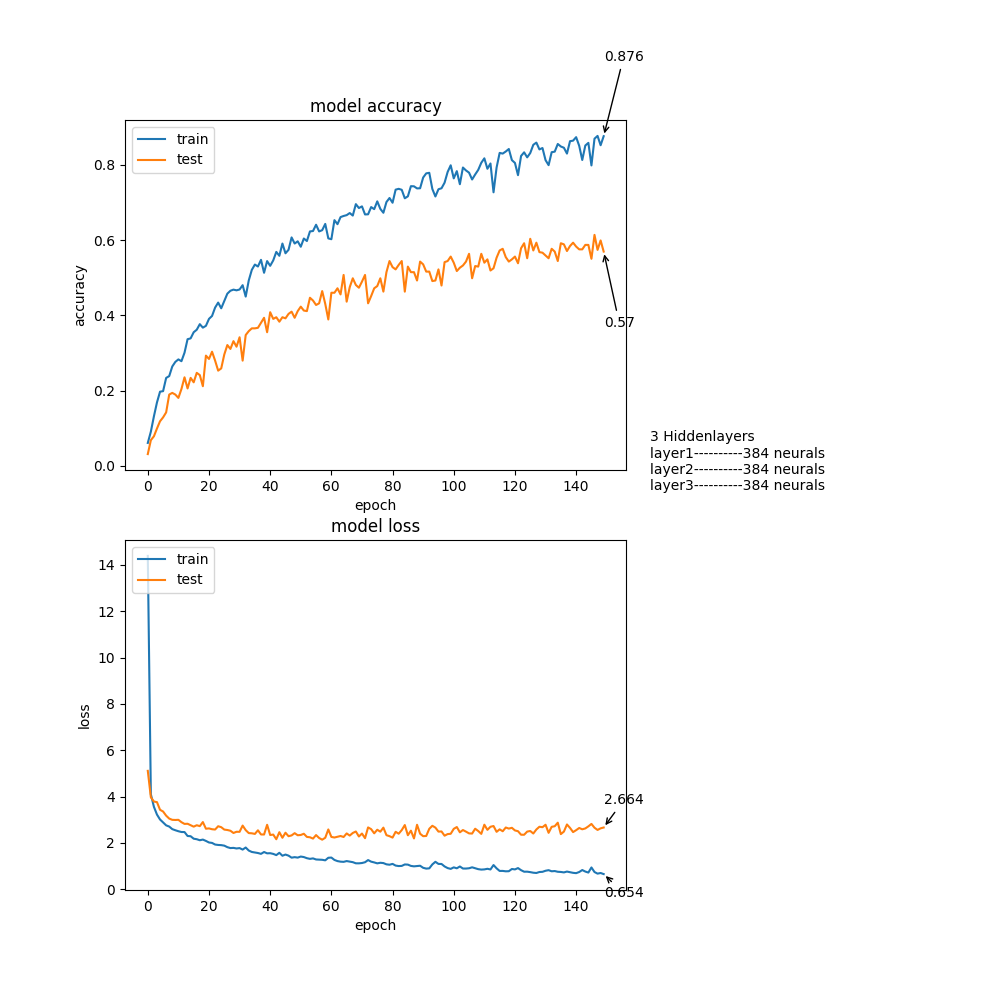 0.876
model accuracy
train
test
0.8
0.6
0.4
0.2
0.0
accuracy
0.57
0 20 40 60 80 100 120 140
epoch
3 Hiddenlayers
layer1----------384 neurals
layer2----------384 neurals
layer3----------384 neurals
model loss
train
test
14
12
10
8
6
4
2
0
loss
2.664
0.654
0 20 40 60 80 100 120 140
epoch